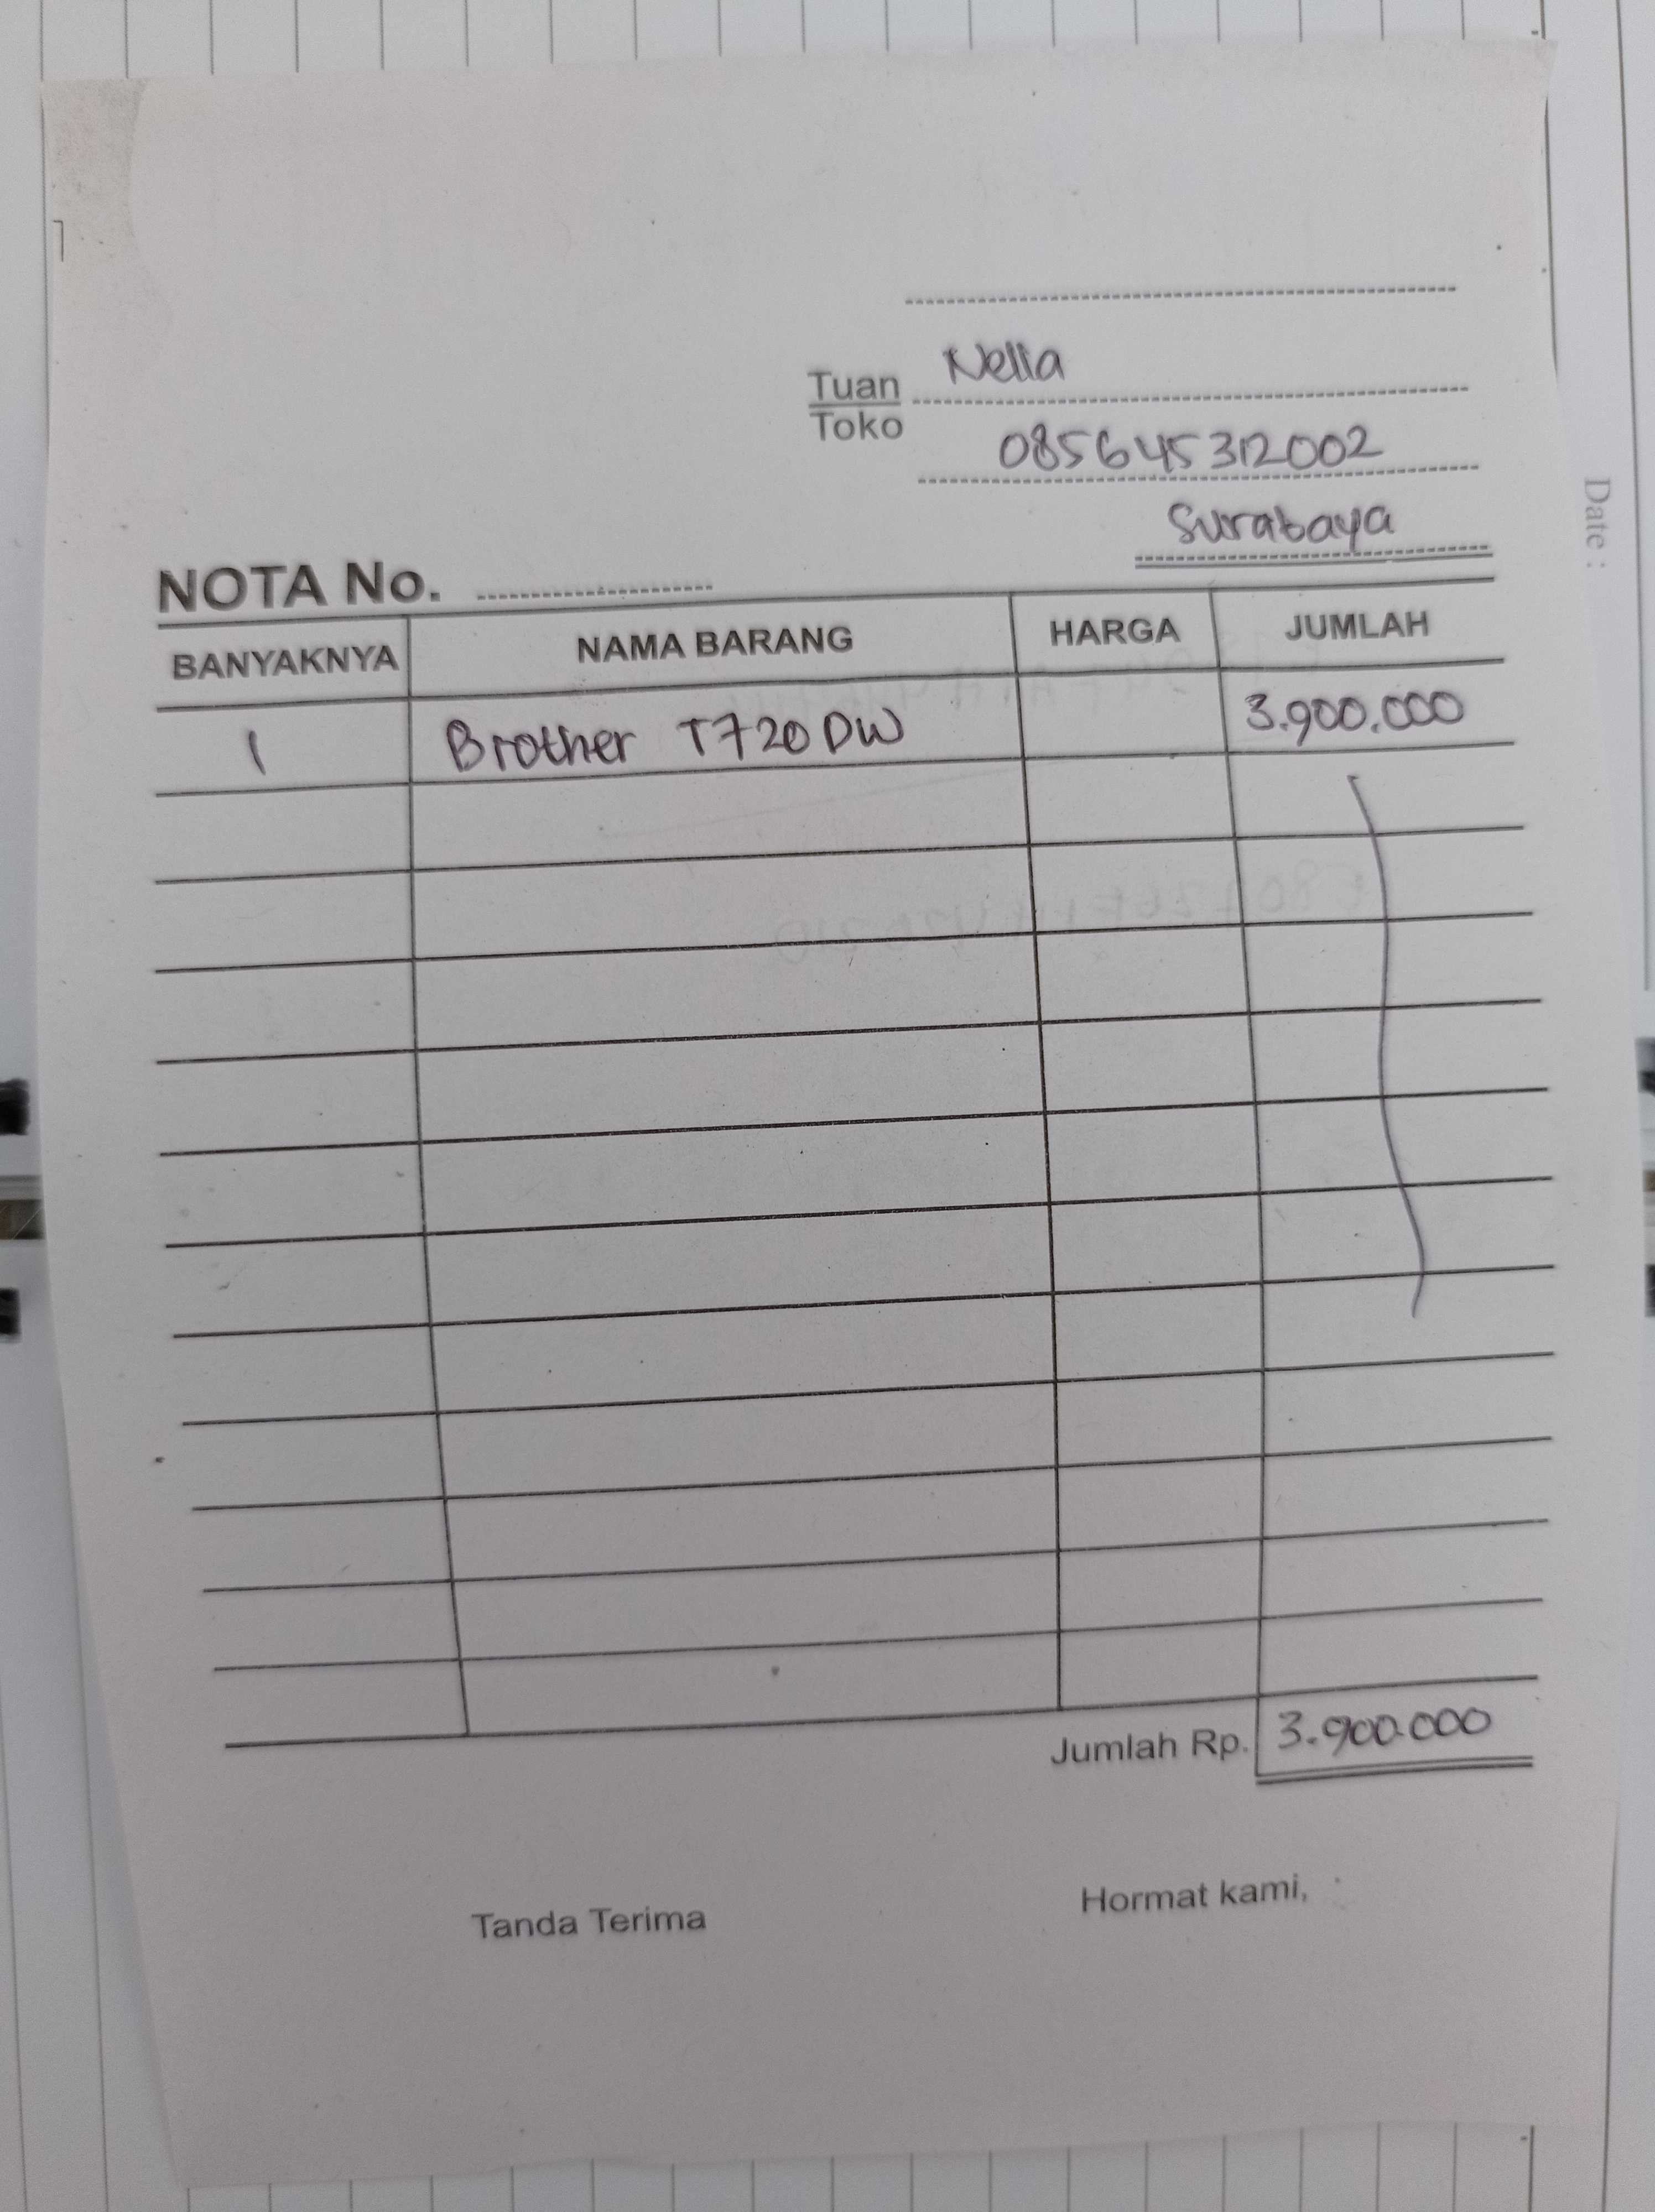 Tuan Nella
Toko
085645312002
Surabaya
NOTA No.
BANYAKNYA NAMA BARANG HARGA JUMLAH
1 Brother T720DW 3.900.000
Jumlah Rp. 3.900.000
Tanda Terima Hormat kami,
Date :